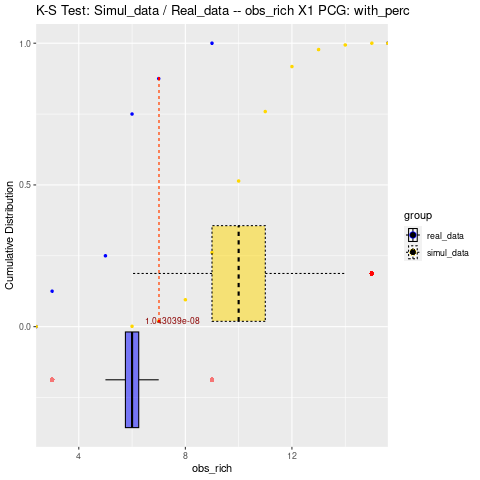 K-S Test: Simul_data / Real_data -- obs_rich X1 PCG: with_perc
1.0
0.5
0.0
Cumulative Distribution
1.043039e-08
4
8
12
obs_rich
group
real_data
simul_data